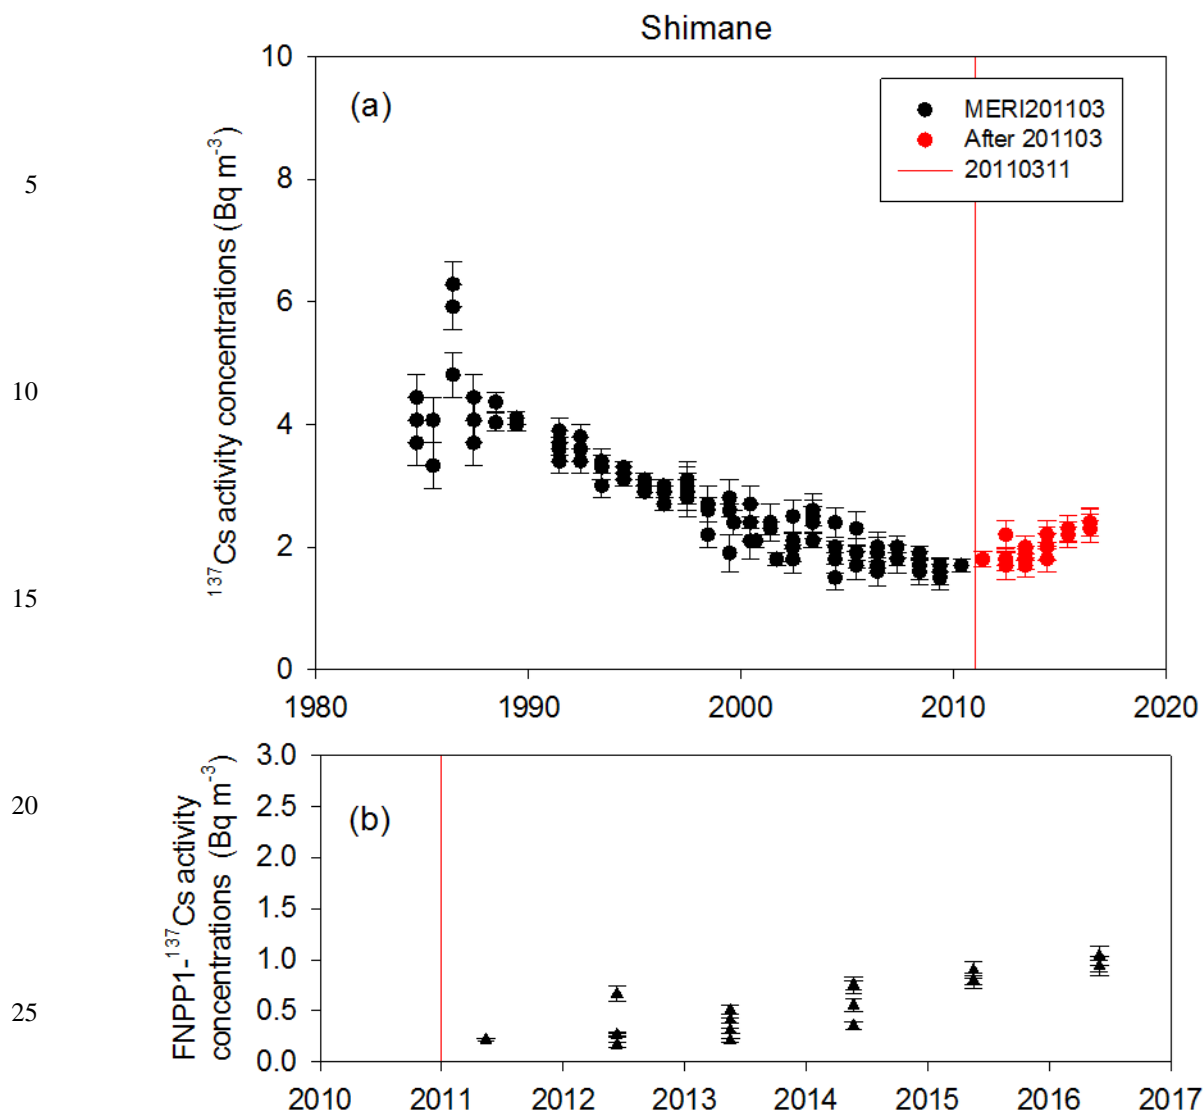 Shimane
(a)
MERI201103
After 201103
20110311
¹³⁷Cs activity concentrations (Bq m⁻³)
10
8
6
4
2
0
1980 1990 2000 2010 2020
5
10
15
20
25
(b)
FNPP1-¹³⁷Cs activity
concentrations (Bq m⁻³)
3.0
2.5
2.0
1.5
1.0
0.5
0.0
2010 2011 2012 2013 2014 2015 2016 2017